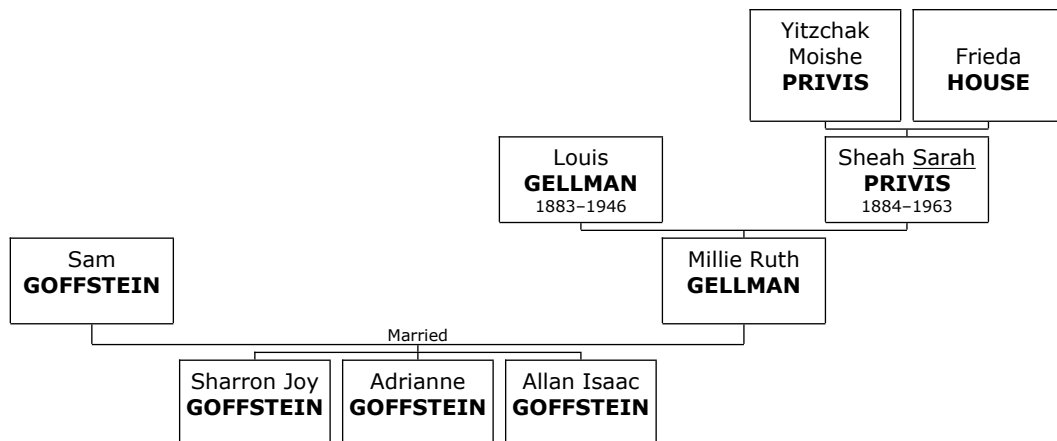 Yitzchak
Moishe
PRIVIS
Frieda
HOUSE
Louis
GELLMAN
1883–1946
Sheah Sarah
PRIVIS
1884–1963
Sam
GOFFSTEIN
Millie Ruth
GELLMAN
Married
Sharron Joy
GOFFSTEIN
Adrianne
GOFFSTEIN
Allan Isaac
GOFFSTEIN